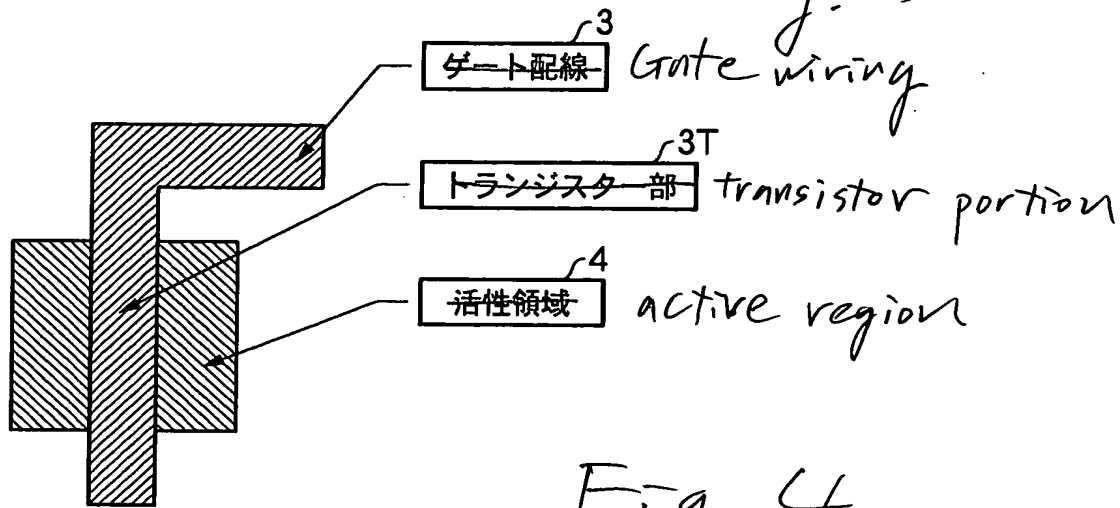 3
ゲート配線 Gate wiring
3T
トランジスター部 transistor portion
4
活性領域 active region
Fig. 4